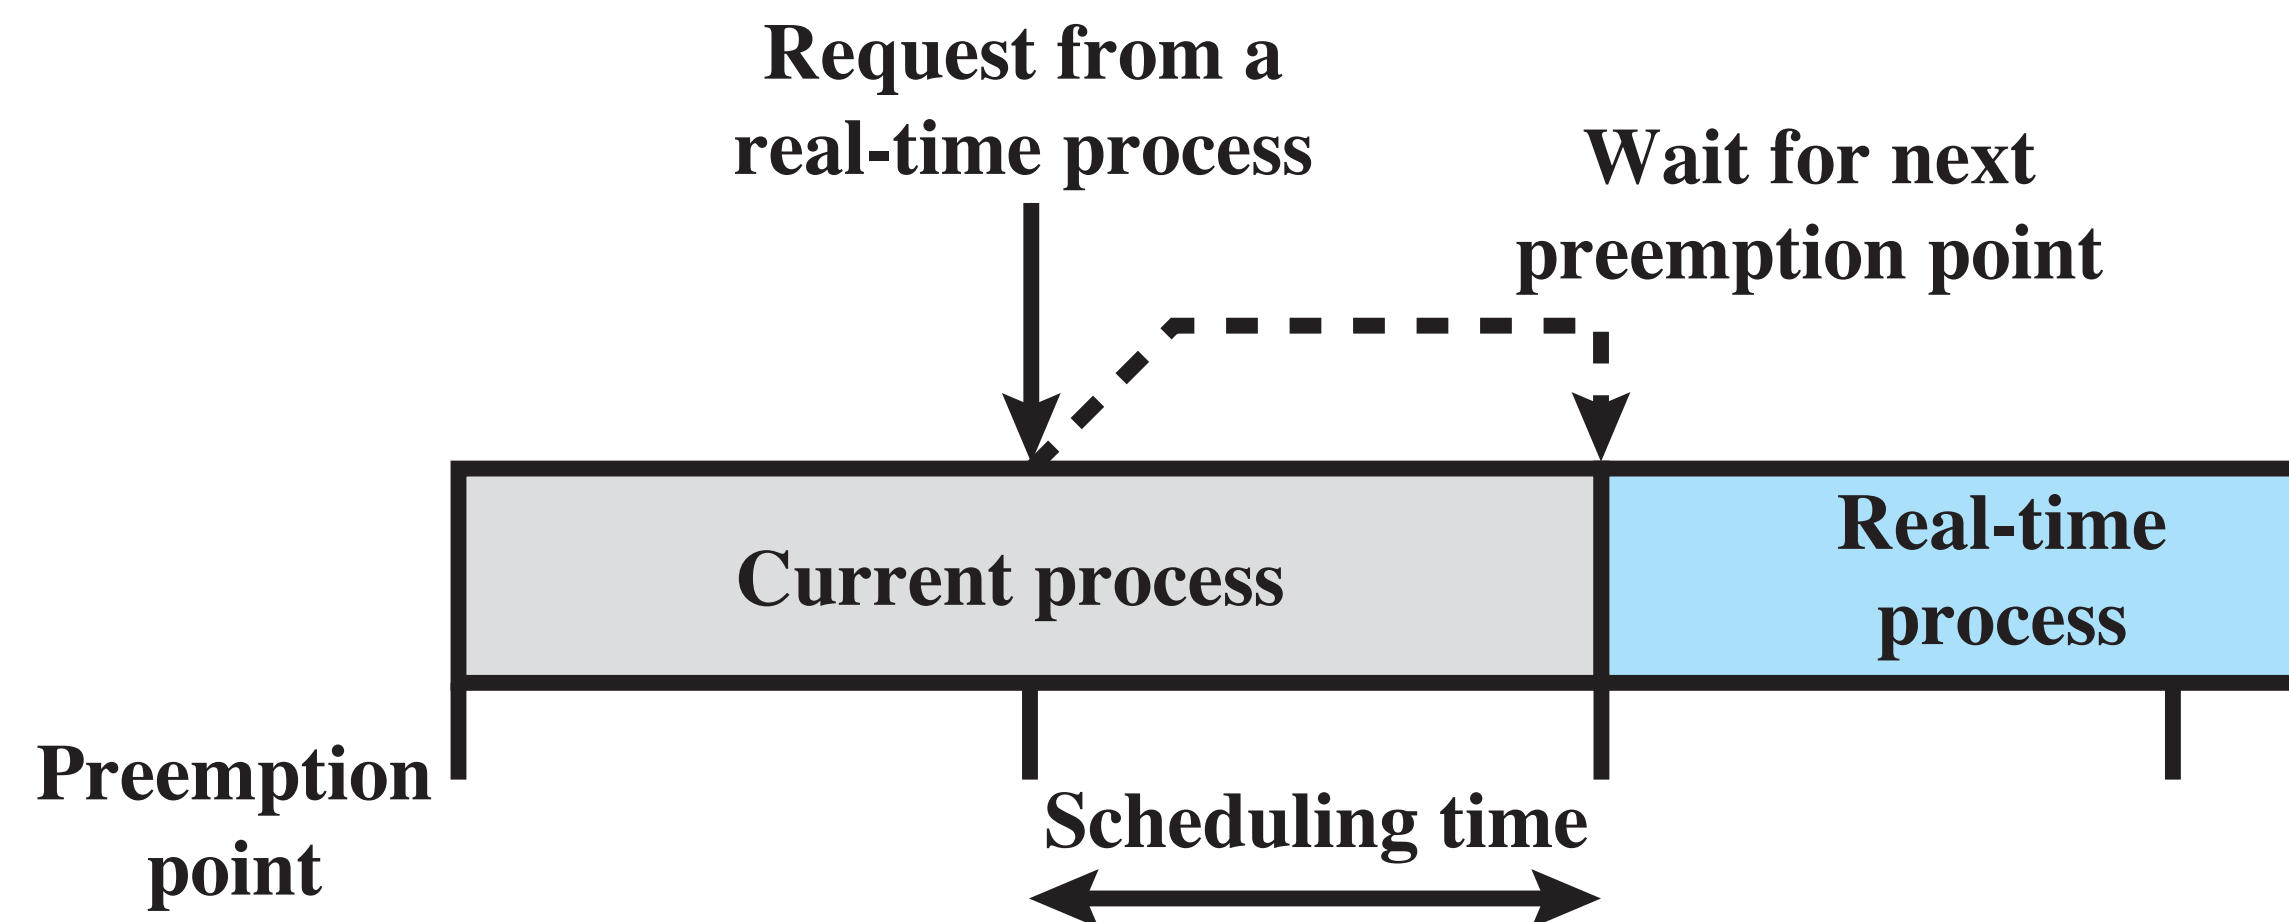 Request from a
real-time process
Wait for next
preemption point
Current process
Real-time
process
Preemption
point
Scheduling time